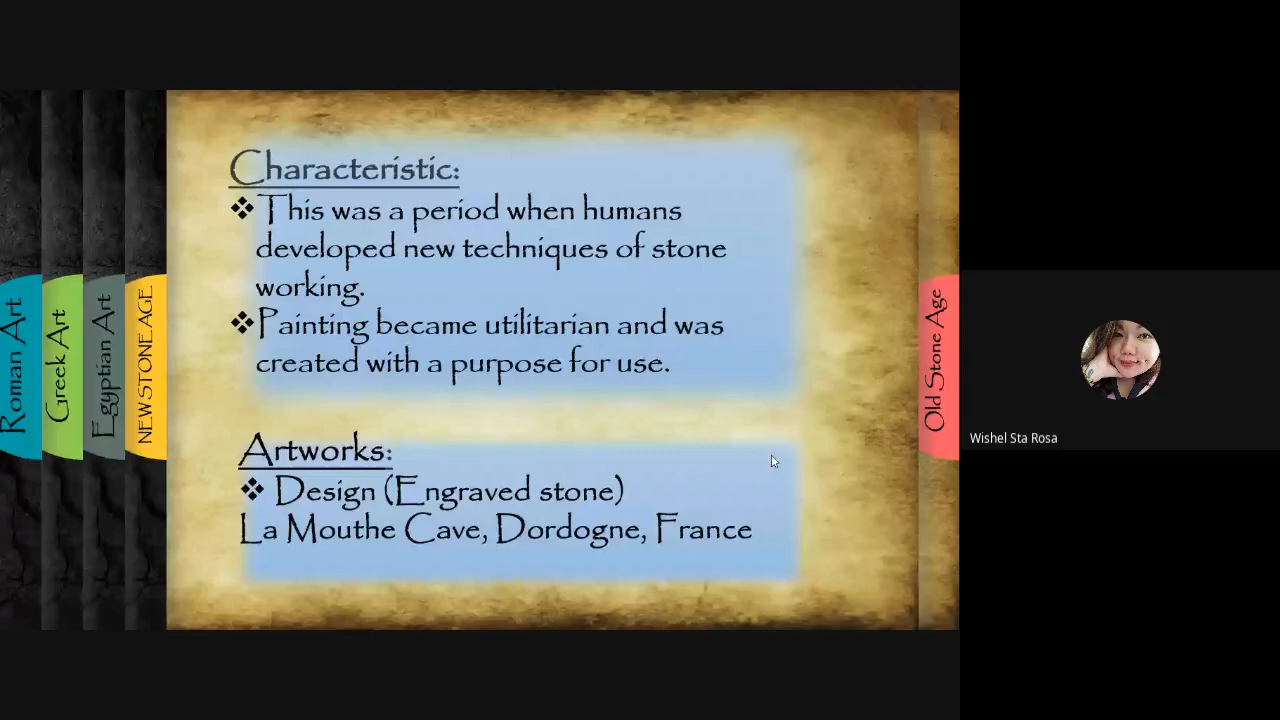 Characteristic:
❖This was a period when humans
developed new techniques of stone
working.
❖Painting became utilitarian and was
created with a purpose for use.
Artworks:
❖ Design (Engraved stone)
La Mouthe Cave, Dordogne, France
Roman Art
Greek Art
Egyptian Art
NEW STONE AGE
Old Stone Age
Wishel Sta Rosa